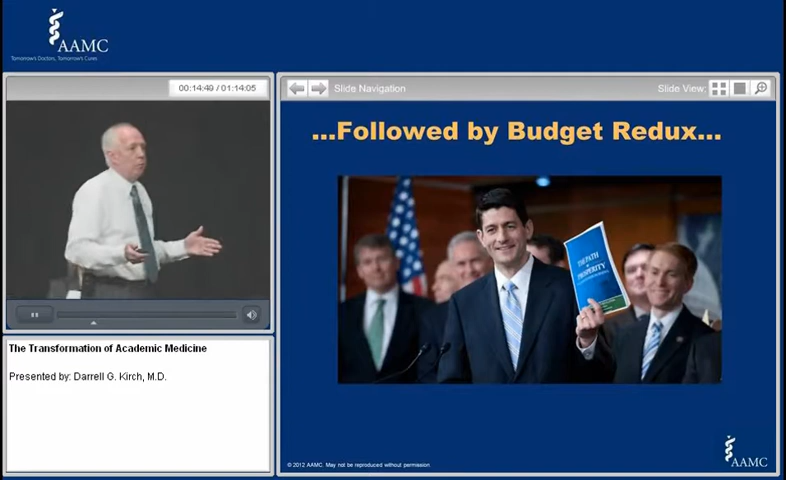 AAMC
Tomorrow's Doctors, Tomorrow's Cures
00:14:40 / 01:14:05
Slide Navigation
Slide View:
...Followed by Budget Redux...
THE PATH
PROSPERITY
The Transformation of Academic Medicine
Presented by: Darrell G. Kirch, M.D.
© 2012 AAMC. May not be reproduced without permission.
AAMC